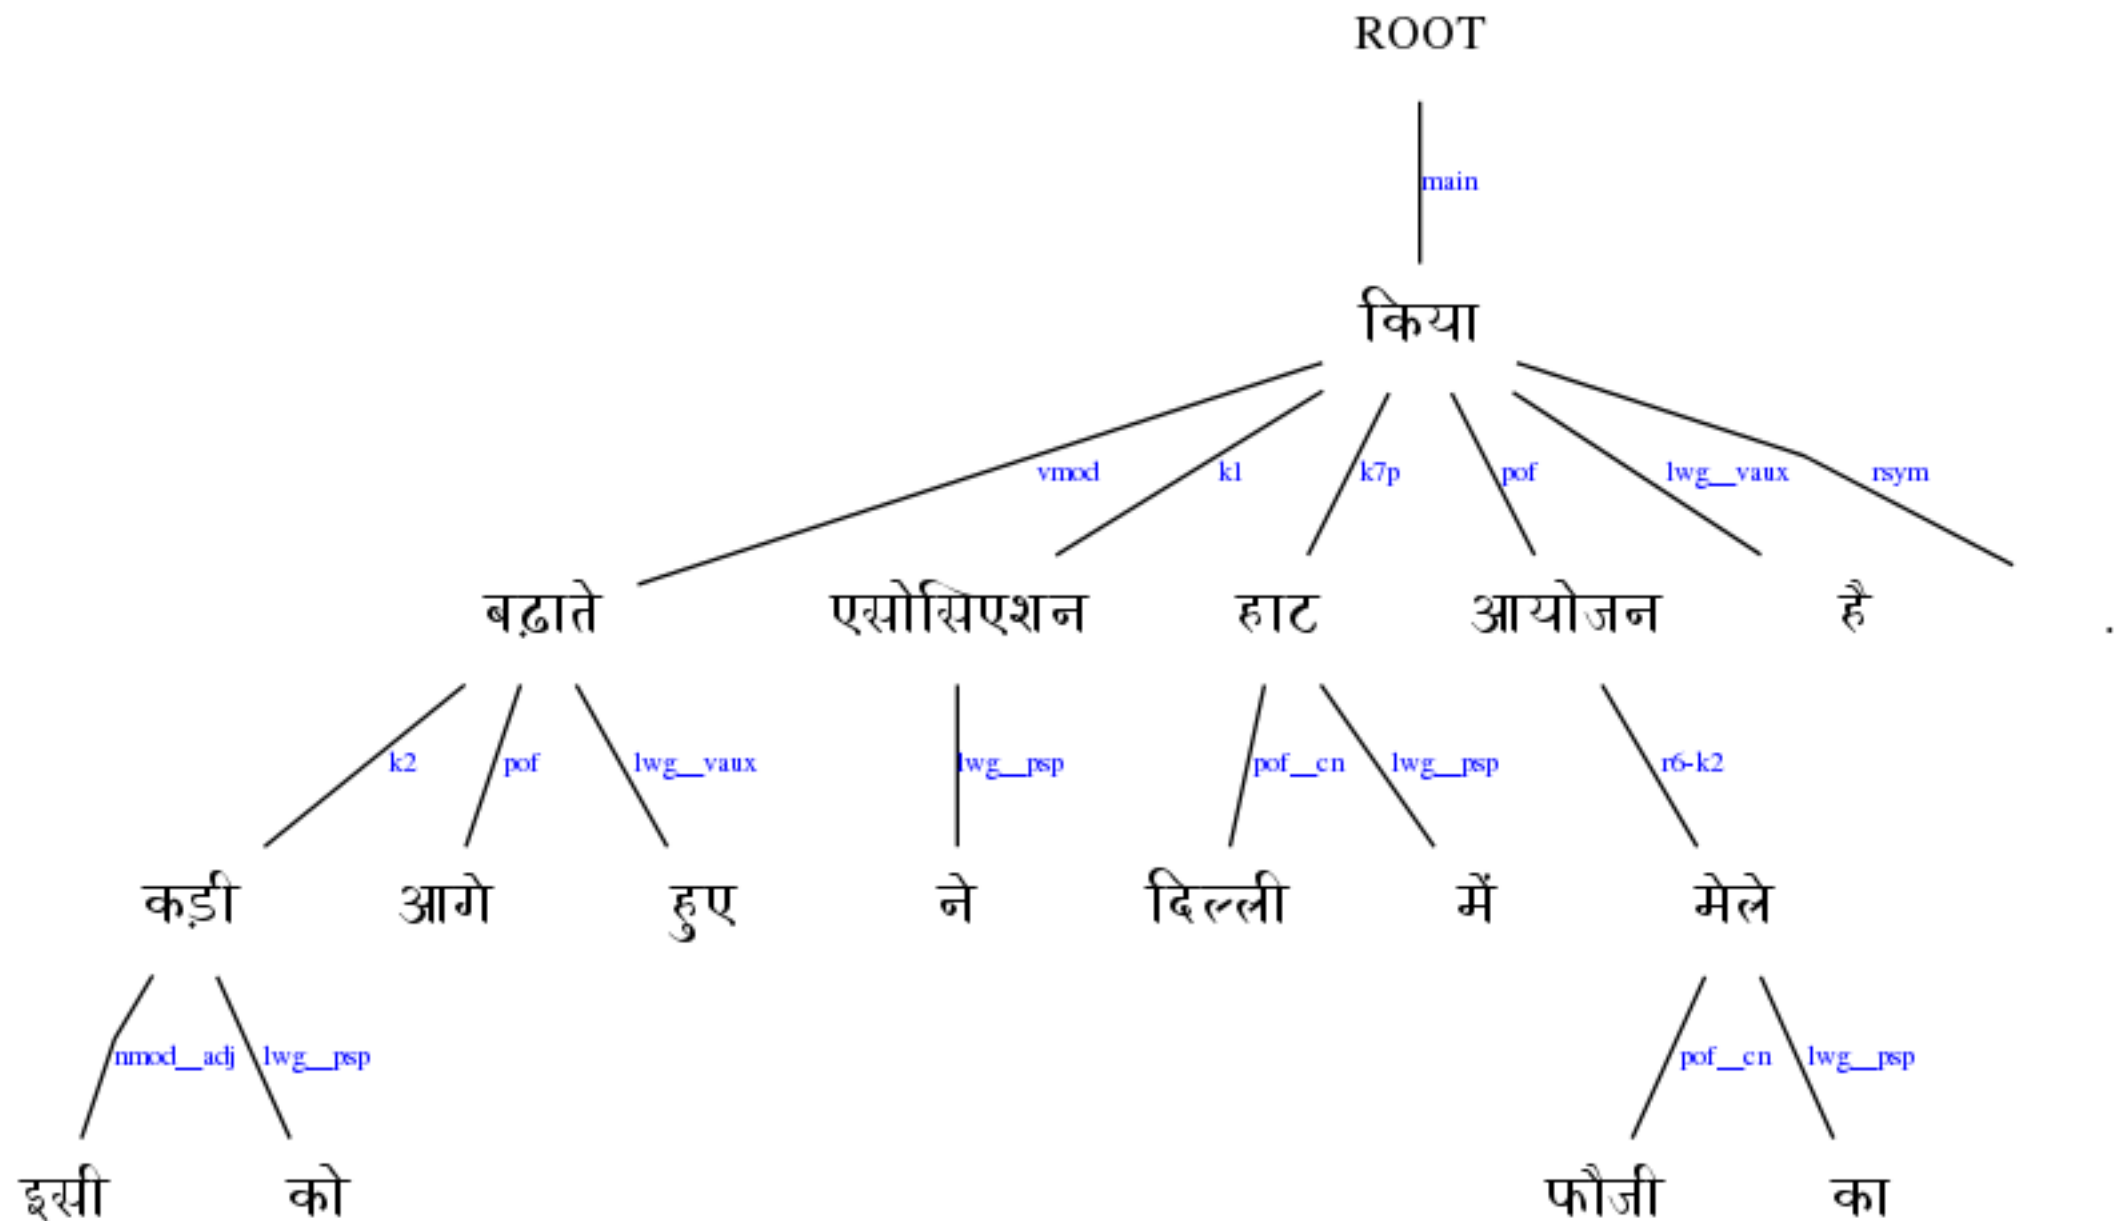 ROOT
main
किया
vmod k1 k7p pof lwg__vaux rsym
बढ़ाते एसोसिएशन हाट आयोजन है .
k2 pof lwg__vaux lwg__psp pof__cn lwg__psp r6-k2
कड़ी आगे हुए ने दिल्ली में मेले
nmod__adj lwg__psp pof__cn lwg__psp
इसी को फौजी का